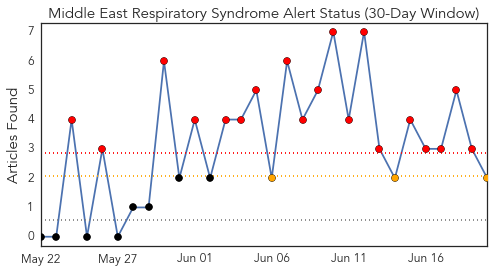 Middle East Respiratory Syndrome Alert Status (30-Day Window)
Articles Found
7
6
5
4
3
2
1
0
May 22 May 27 Jun 01 Jun 06 Jun 11 Jun 16